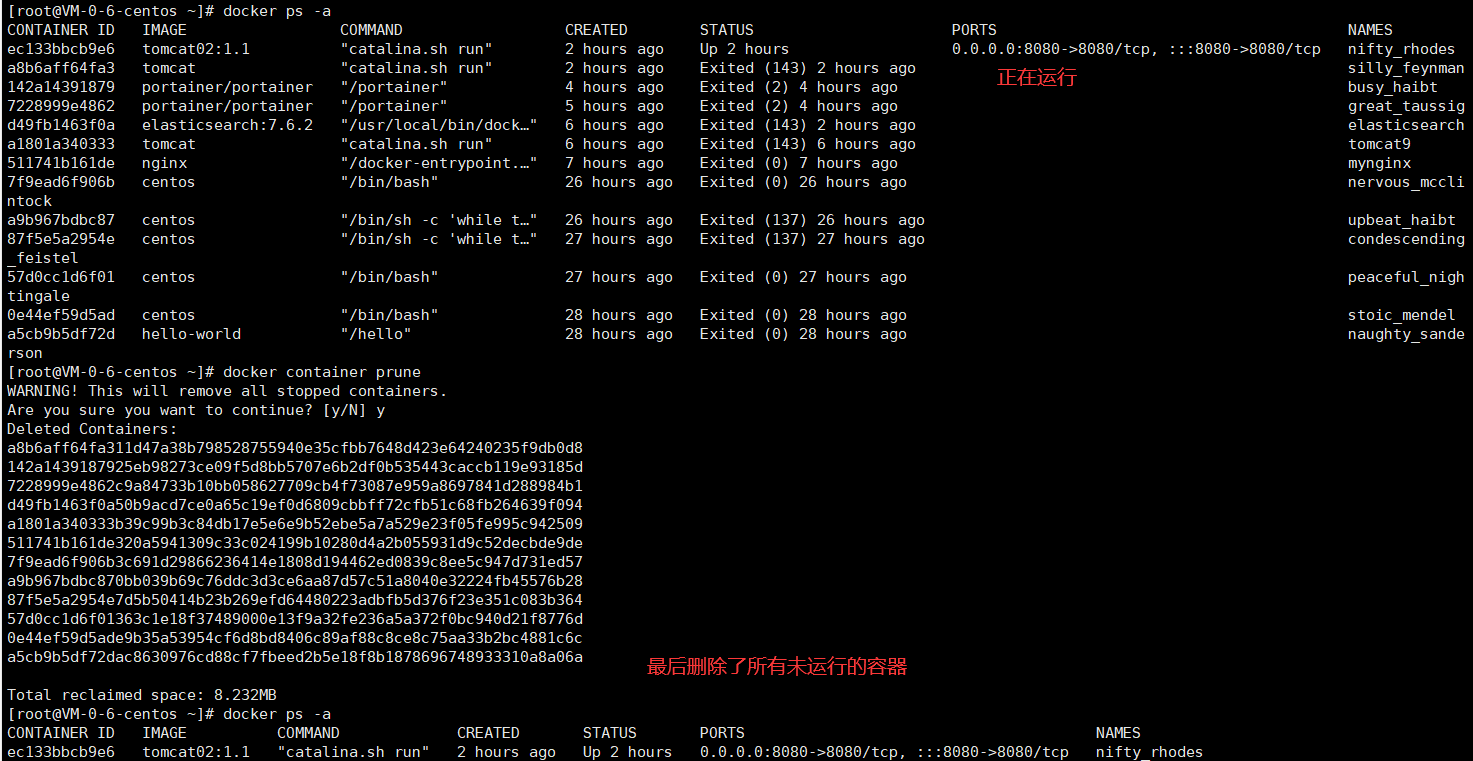 [root@VM-0-6-centos ~]# docker ps -a
CONTAINER ID   IMAGE                 COMMAND                  CREATED        STATUS                      PORTS                                       NAMES
ec133bbcb9e6   tomcat02:1.1          "catalina.sh run"        2 hours ago    Up 2 hours                  0.0.0.0:8080->8080/tcp, :::8080->8080/tcp   nifty_rhodes
a8b6aff64fa3   tomcat                "catalina.sh run"        2 hours ago    Exited (143) 2 hours ago                                                silly_feynman
正在运行
142a14391879   portainer/portainer   "/portainer"             4 hours ago    Exited (2) 4 hours ago                                                  busy_haibt
7228999e4862   portainer/portainer   "/portainer"             5 hours ago    Exited (2) 4 hours ago                                                  great_taussig
d49fb1463f0a   elasticsearch:7.6.2   "/usr/local/bin/dock…"   6 hours ago    Exited (143) 2 hours ago                                                elasticsearch
a1801a340333   tomcat                "catalina.sh run"        6 hours ago    Exited (143) 6 hours ago                                                tomcat9
511741b161de   nginx                 "/docker-entrypoint.…"   7 hours ago    Exited (0) 7 hours ago                                                  mynginx
7f9ead6f906b   centos                "/bin/bash"              26 hours ago   Exited (0) 26 hours ago                                                 nervous_mccli
ntock
a9b967bdbc87   centos                "/bin/sh -c 'while t…"   26 hours ago   Exited (137) 26 hours ago                                               upbeat_haibt
87f5e5a2954e   centos                "/bin/sh -c 'while t…"   27 hours ago   Exited (137) 27 hours ago                                               condescending
_feistel
57d0cc1d6f01   centos                "/bin/bash"              27 hours ago   Exited (0) 27 hours ago                                                 peaceful_nigh
tingale
0e44ef59d5ad   centos                "/bin/bash"              28 hours ago   Exited (0) 28 hours ago                                                 stoic_mendel
a5cb9b5df72d   hello-world           "/hello"                 28 hours ago   Exited (0) 28 hours ago                                                 naughty_sande
rson
[root@VM-0-6-centos ~]# docker container prune
WARNING! This will remove all stopped containers.
Are you sure you want to continue? [y/N] y
Deleted Containers:
a8b6aff64fa311d47a38b798528755940e35cfbb7648d423e64240235f9db0d8
142a1439187925eb98273ce09f5d8bb5707e6b2df0b535443caccb119e93185d
7228999e4862c9a84733b10bb058627709cb4f73087e959a8697841d288984b1
d49fb1463f0a50b9acd7ce0a65c19ef0d6809cbbff72cfb51c68fb264639f094
a1801a340333b39c99b3c84db17e5e6e9b52ebe5a7a529e23f05fe995c942509
511741b161de320a5941309c33c024199b10280d4a2b055931d9c52decbde9de
7f9ead6f906b3c691d29866236414e1808d194462ed0839c8ee5c947d731ed57
a9b967bdbc870bb039b69c76ddc3d3ce6aa87d57c51a8040e32224fb45576b28
87f5e5a2954e7d5b50414b23b269efd64480223adbfb5d376f23e351c083b364
57d0cc1d6f01363c1e18f37489000e13f9a32fe236a5a372f0bc940d21f8776d
0e44ef59d5ade9b35a53954cf6d8bd8406c89af88c8ce8c75aa33b2bc4881c6c
a5cb9b5df72dac8630976cd88cf7fbeed2b5e18f8b1878696748933310a8a06a
最后删除了所有未运行的容器
Total reclaimed space: 8.232MB
[root@VM-0-6-centos ~]# docker ps -a
CONTAINER ID   IMAGE          COMMAND             CREATED       STATUS       PORTS                                       NAMES
ec133bbcb9e6   tomcat02:1.1   "catalina.sh run"   2 hours ago   Up 2 hours   0.0.0.0:8080->8080/tcp, :::8080->8080/tcp   nifty_rhodes